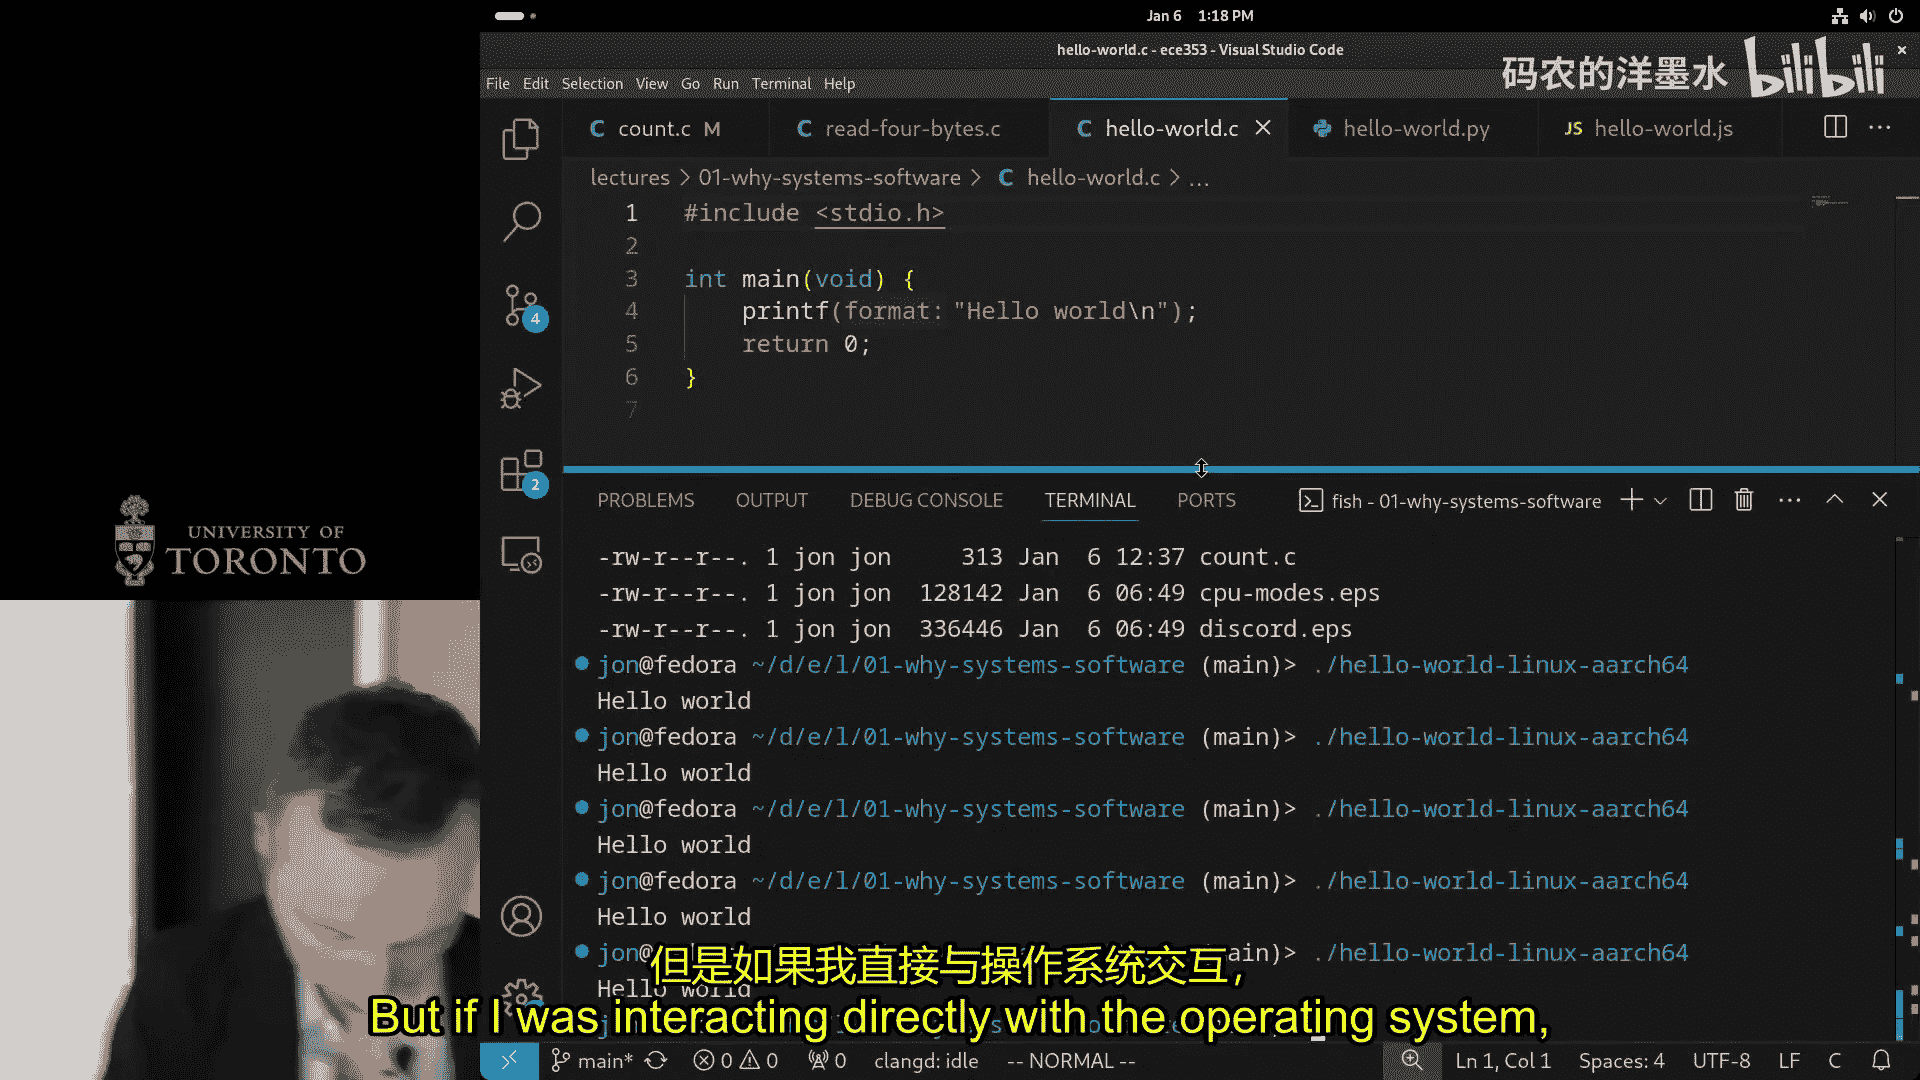 Jan 6 1:18 PM
hello-world.c - ece353 - Visual Studio Code
码农的洋墨水 bilibili
File Edit Selection View Go Run Terminal Help
C count.c M C read-four-bytes.c C hello-world.c hello-world.py JS hello-world.js
lectures > 01-why-systems-software > C hello-world.c > ...
1 #include <stdio.h>
2
3 int main(void) {
4 printf(format: "Hello world\n");
5 return 0;
6 }
7
4
2
PROBLEMS OUTPUT DEBUG CONSOLE TERMINAL PORTS fish - 01-why-systems-software
-rw-r--r--. 1 jon jon 313 Jan 6 12:37 count.c
-rw-r--r--. 1 jon jon 128142 Jan 6 06:49 cpu-modes.eps
-rw-r--r--. 1 jon jon 336446 Jan 6 06:49 discord.eps
jon@fedora ~/d/e/l/01-why-systems-software (main)> ./hello-world-linux-aarch64
Hello world
jon@fedora ~/d/e/l/01-why-systems-software (main)> ./hello-world-linux-aarch64
Hello world
jon@fedora ~/d/e/l/01-why-systems-software (main)> ./hello-world-linux-aarch64
Hello world
jon@fedora ~/d/e/l/01-why-systems-software (main)> ./hello-world-linux-aarch64
Hello world
jon@ ain)> ./hello-world-linux-aarch64
Hello world
UNIVERSITY OF
TORONTO
但是如果我直接与操作系统交互，
But if I was interacting directly with the operating system,
main* 0 0 0 clangd: idle -- NORMAL -- Ln 1, Col 1 Spaces: 4 UTF-8 LF C